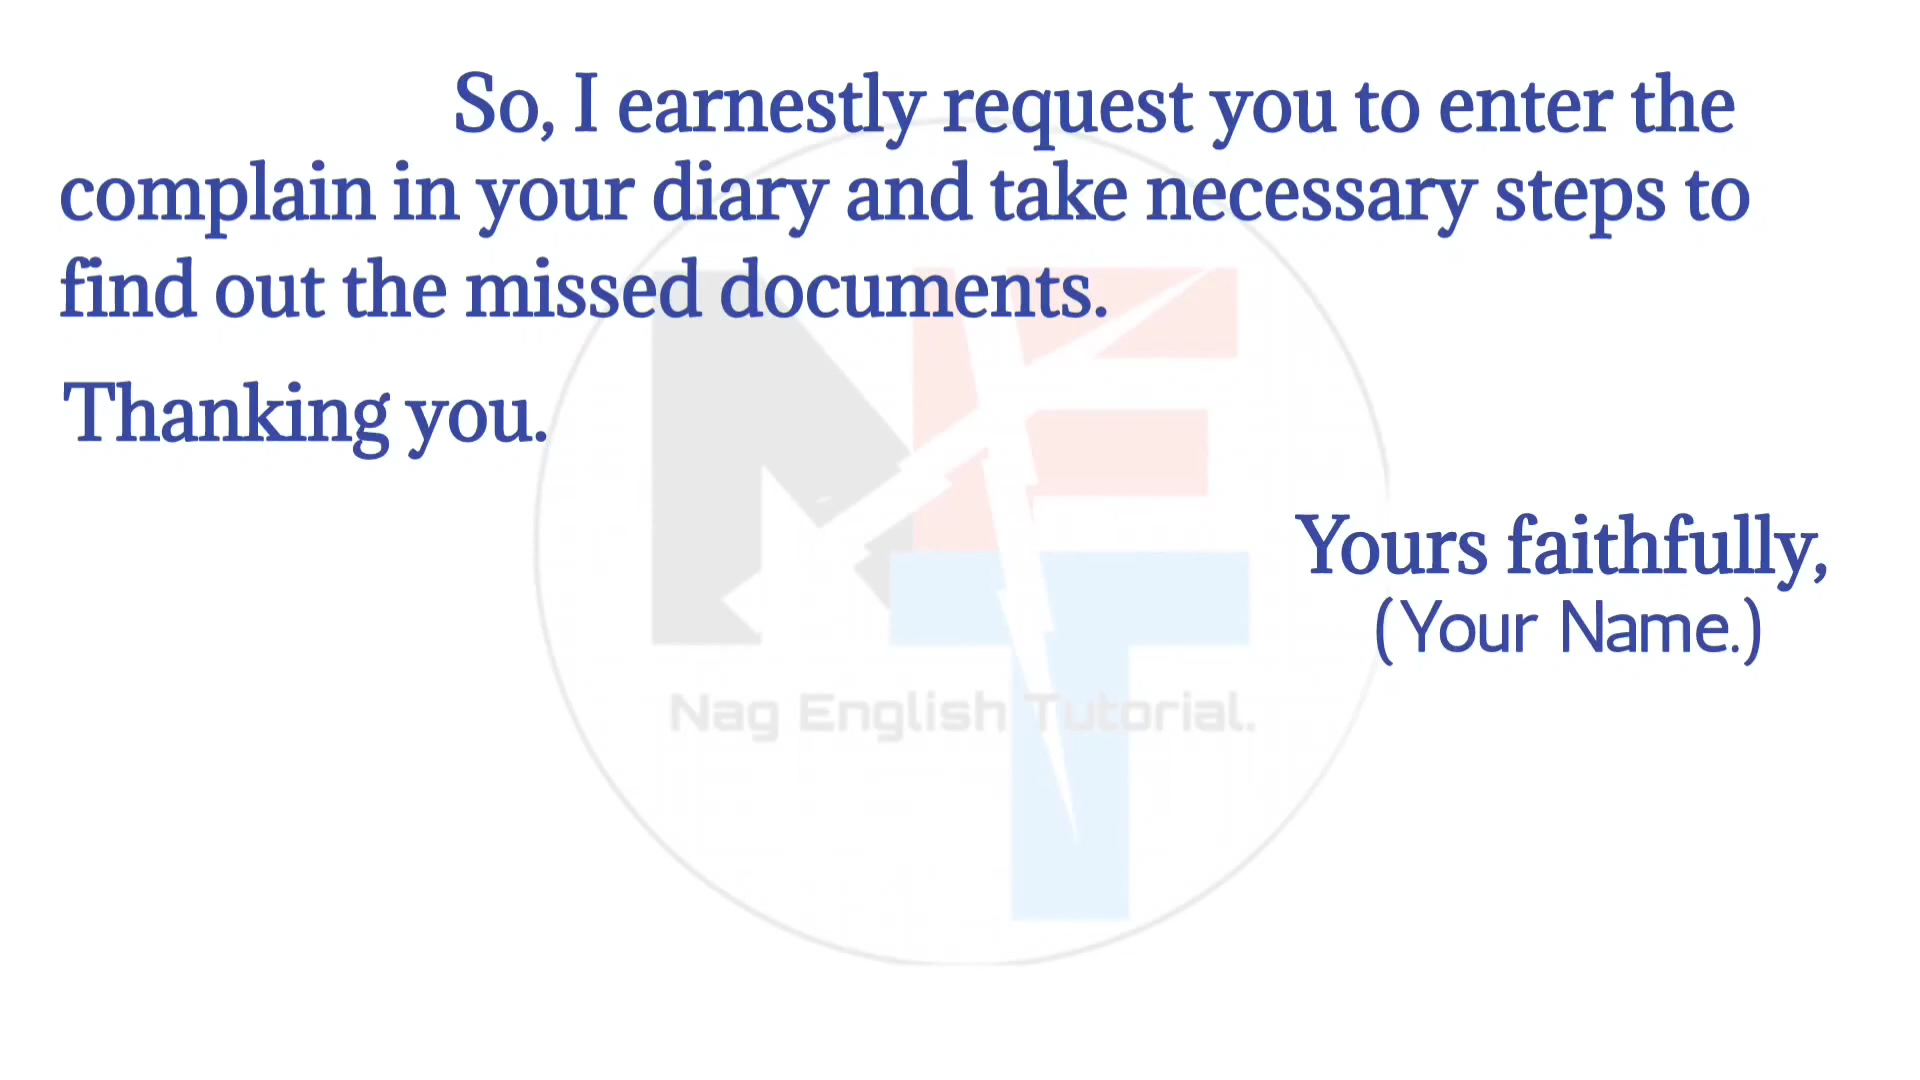 So, I earnestly request you to enter the
complain in your diary and take necessary steps to
find out the missed documents.
Thanking you.
Yours faithfully,
(Your Name.)
Nag English Tutorial.